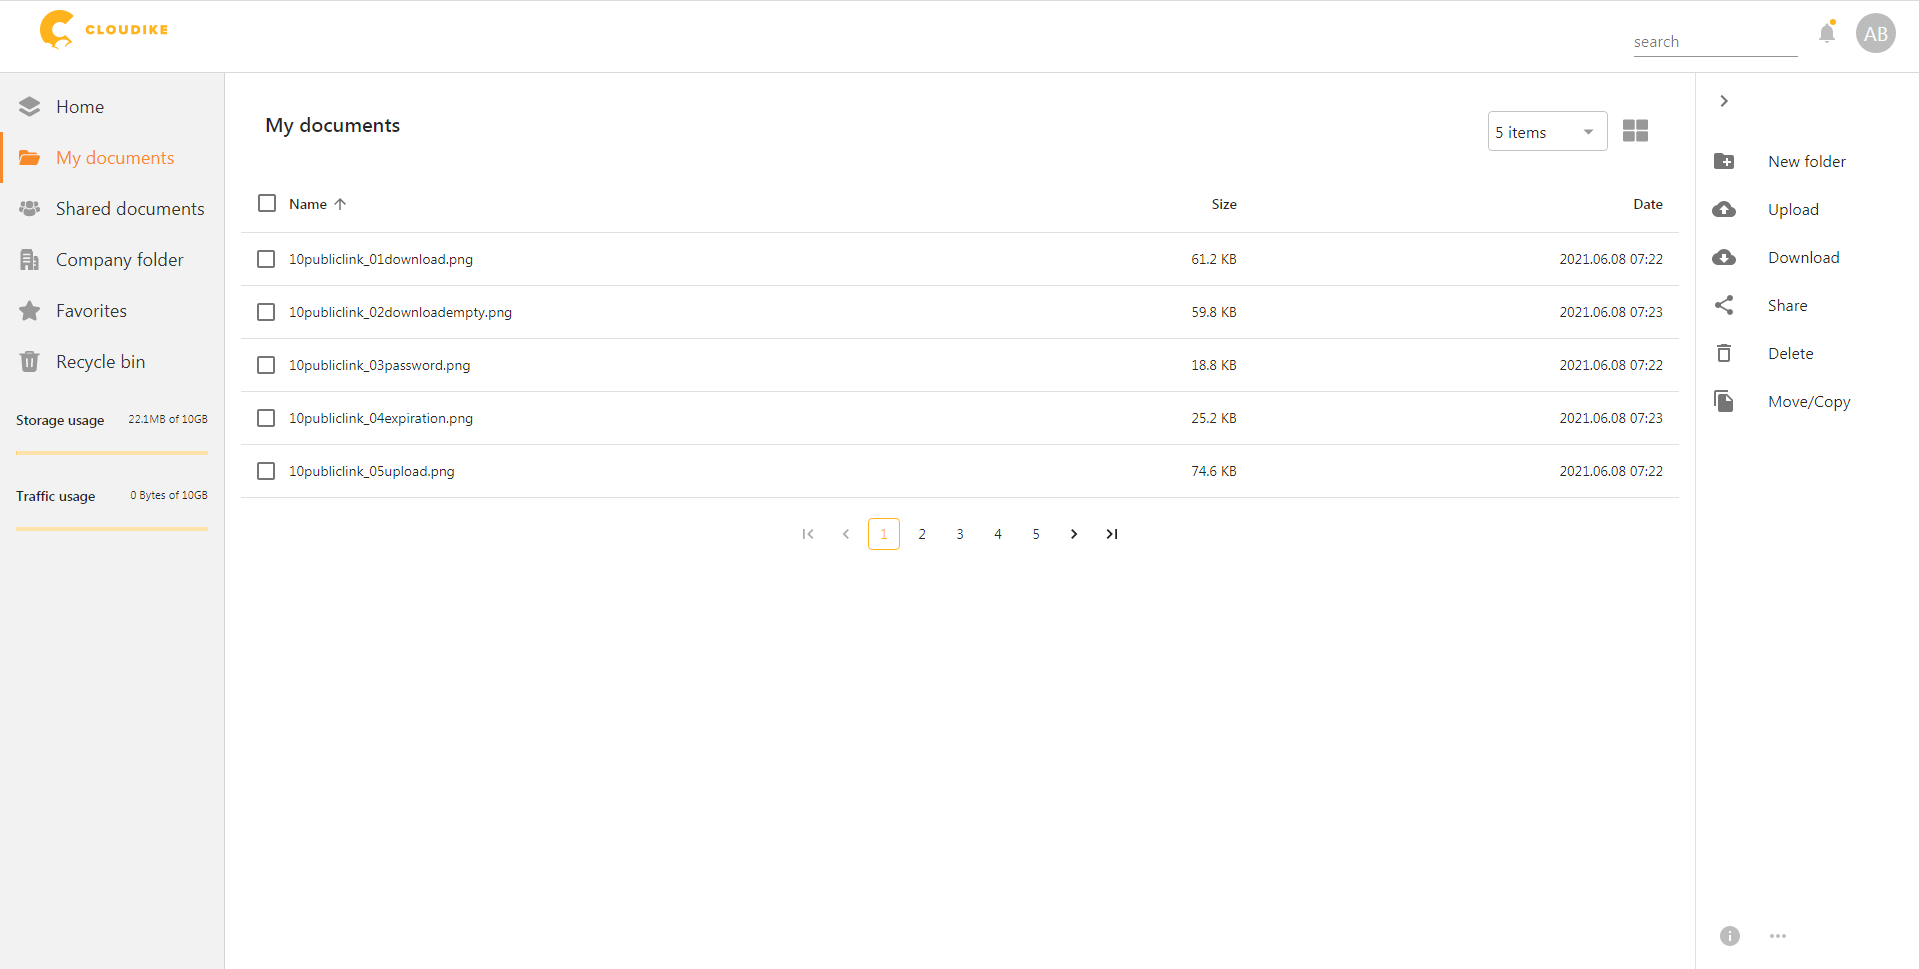 CLOUDIKE
search
AB
Home
My documents
Shared documents
Company folder
Favorites
Recycle bin
Storage usage 22.1MB of 10GB
Traffic usage 0 Bytes of 10GB
My documents
5 items
Name Size Date
10publiclink_01download.png 61.2 KB 2021.06.08 07:22
10publiclink_02downloadempty.png 59.8 KB 2021.06.08 07:23
10publiclink_03password.png 18.8 KB 2021.06.08 07:22
10publiclink_04expiration.png 25.2 KB 2021.06.08 07:23
10publiclink_05upload.png 74.6 KB 2021.06.08 07:22
1 2 3 4 5
New folder
Upload
Download
Share
Delete
Move/Copy